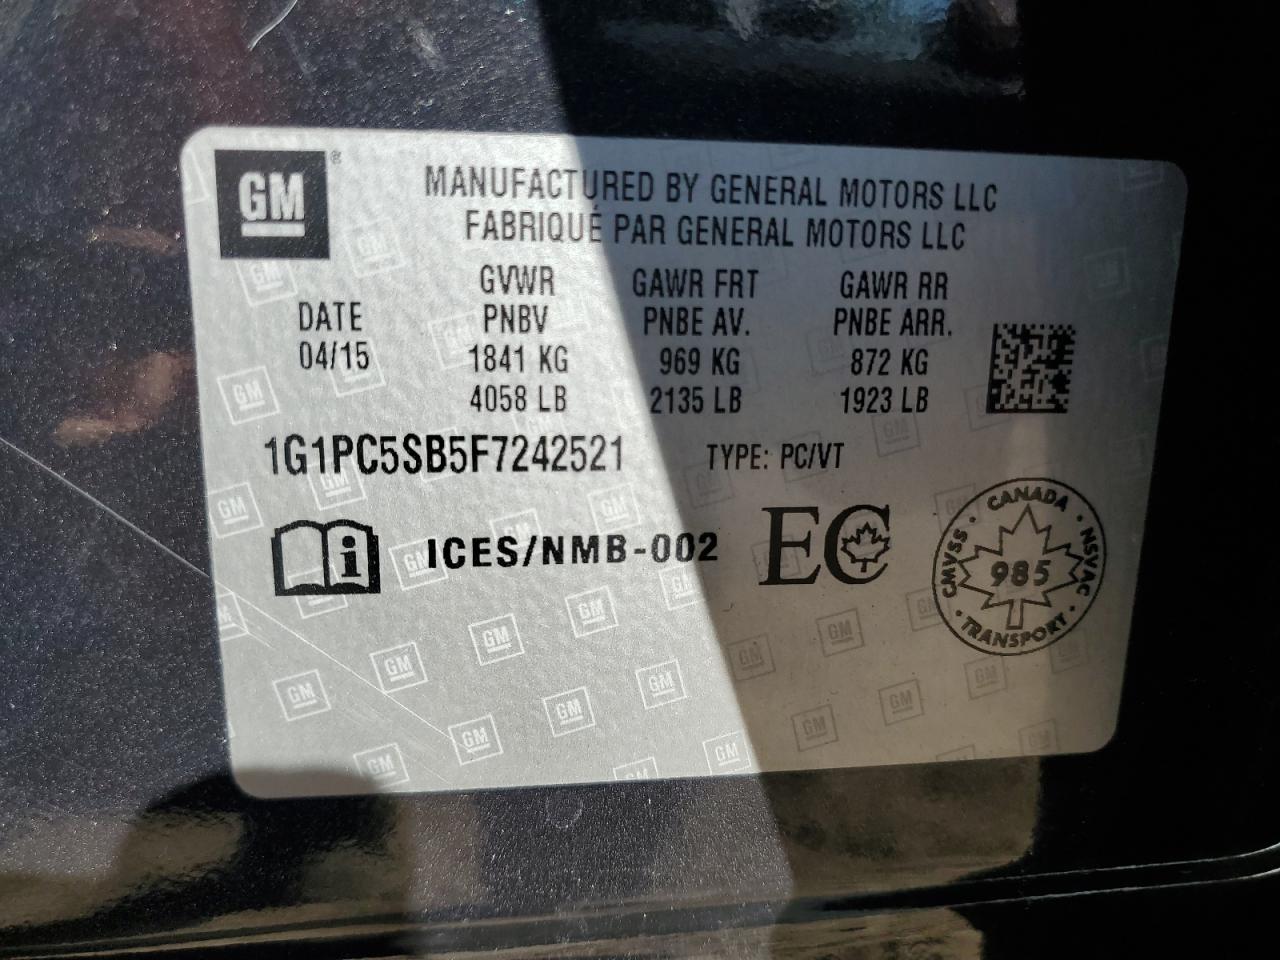 GM ®
MANUFACTURED BY GENERAL MOTORS LLC
FABRIQUÉ PAR GENERAL MOTORS LLC
DATE
04/15
GVWR
PNBV
1841 KG
4058 LB
GAWR FRT
PNBE AV.
969 KG
2135 LB
GAWR RR
PNBE ARR.
872 KG
1923 LB
1G1PC5SB5F7242521 TYPE: PC/VT
i ICES/NMB-002 EC
CANADA · NSVAC · TRANSPORT · CMVSS ·
985